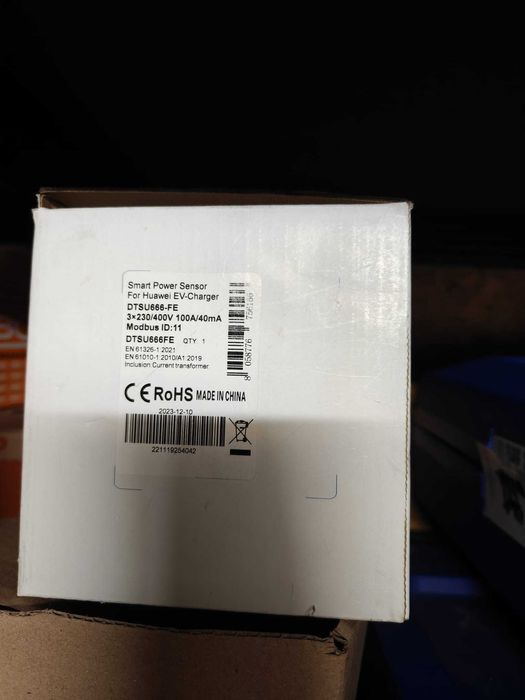 Smart Power Sensor
For Huawei EV-Charger
DTSU666-FE
3×230/400V 100A/40mA
Modbus ID:11
DTSU666FE QTY 1
EN 61326-1:2021
EN 61010-1:2010/A1:2019
Inclusion Current transformer
CE RoHS MADE IN CHINA
2023-12-10
221119254042